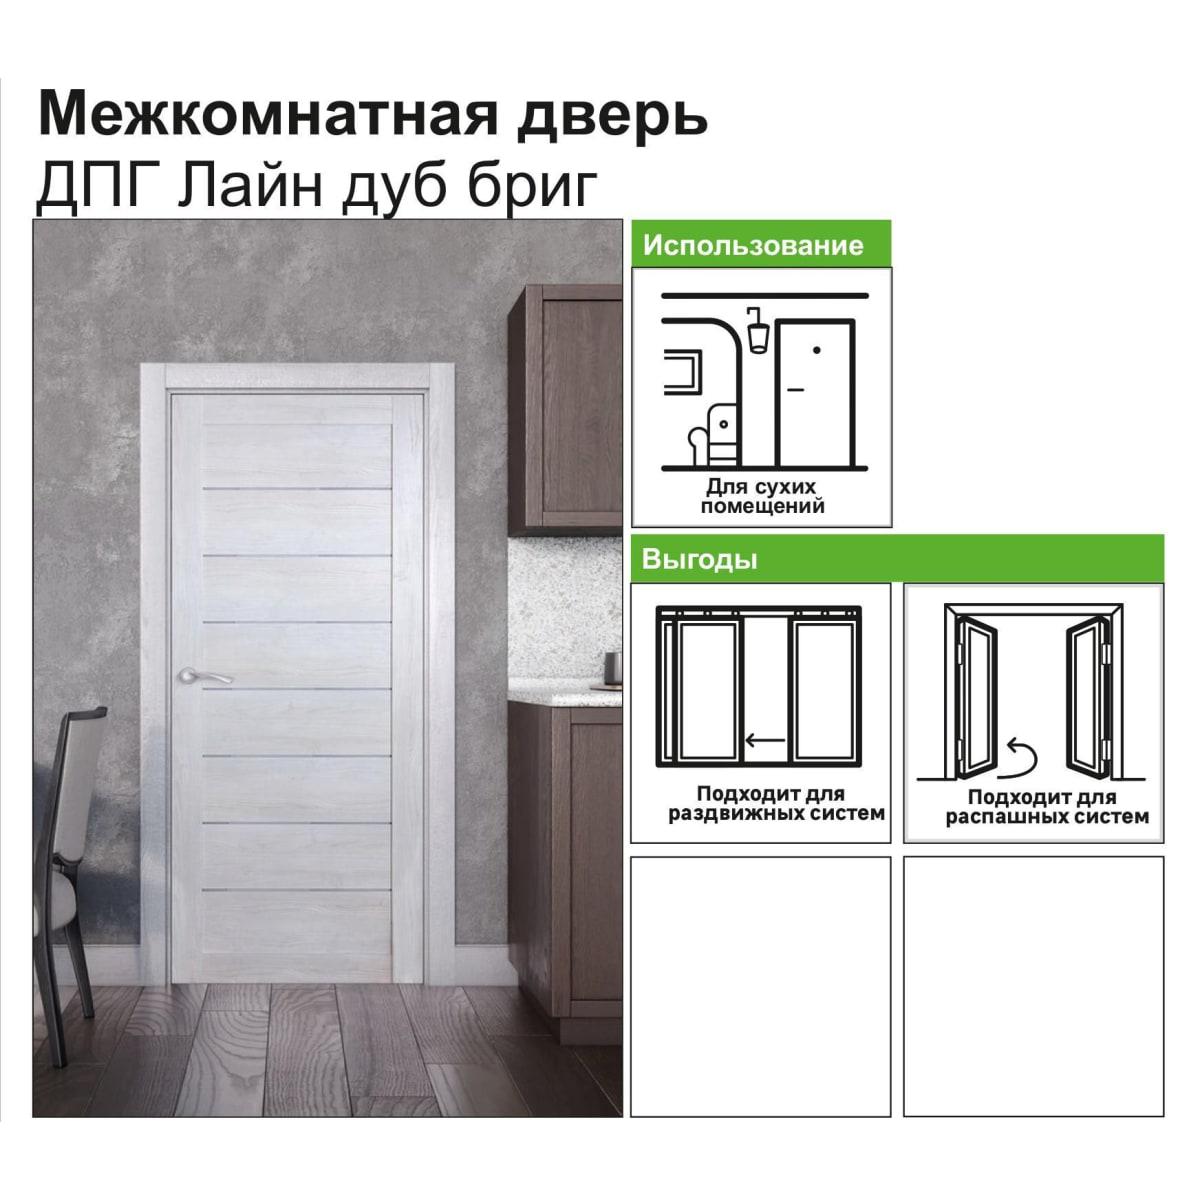 Межкомнатная дверь
ДПГ Лайн дуб бриг
Использование
Для сухих
помещений
Выгоды
Подходит для
раздвижных систем
Подходит для
распашных систем